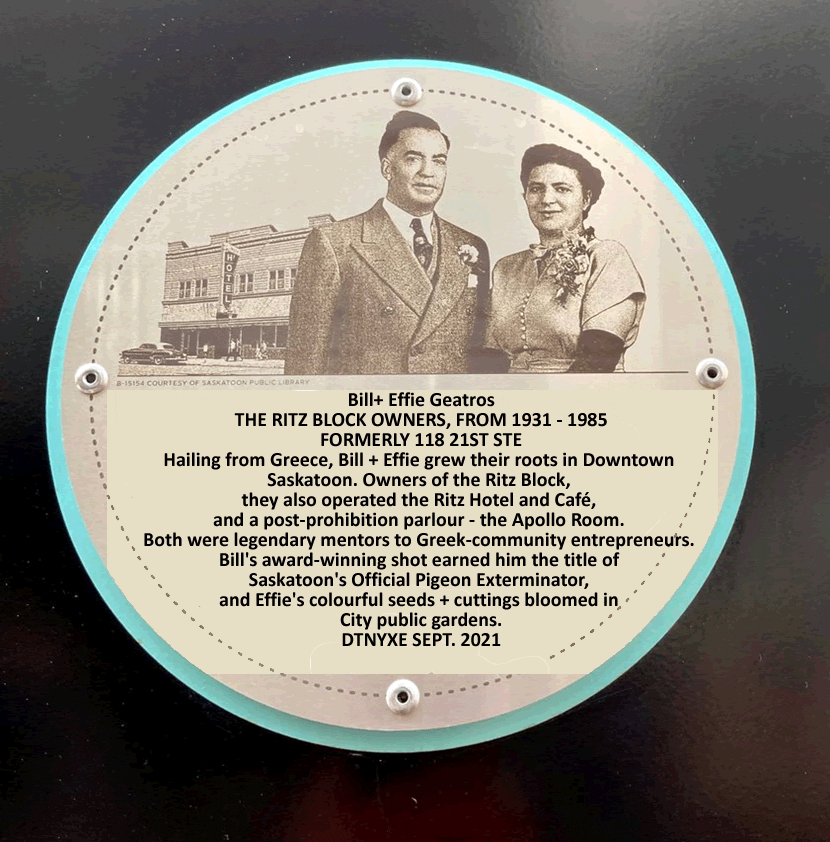 HOTEL
B-15154 COURTESY OF SASKATOON PUBLIC LIBRARY
Bill+ Effie Geatros
THE RITZ BLOCK OWNERS, FROM 1931 - 1985
FORMERLY 118 21ST STE
Hailing from Greece, Bill + Effie grew their roots in Downtown
Saskatoon. Owners of the Ritz Block,
they also operated the Ritz Hotel and Café,
and a post-prohibition parlour - the Apollo Room.
Both were legendary mentors to Greek-community entrepreneurs.
Bill's award-winning shot earned him the title of
Saskatoon's Official Pigeon Exterminator,
and Effie's colourful seeds + cuttings bloomed in
City public gardens.
DTNYXE SEPT. 2021